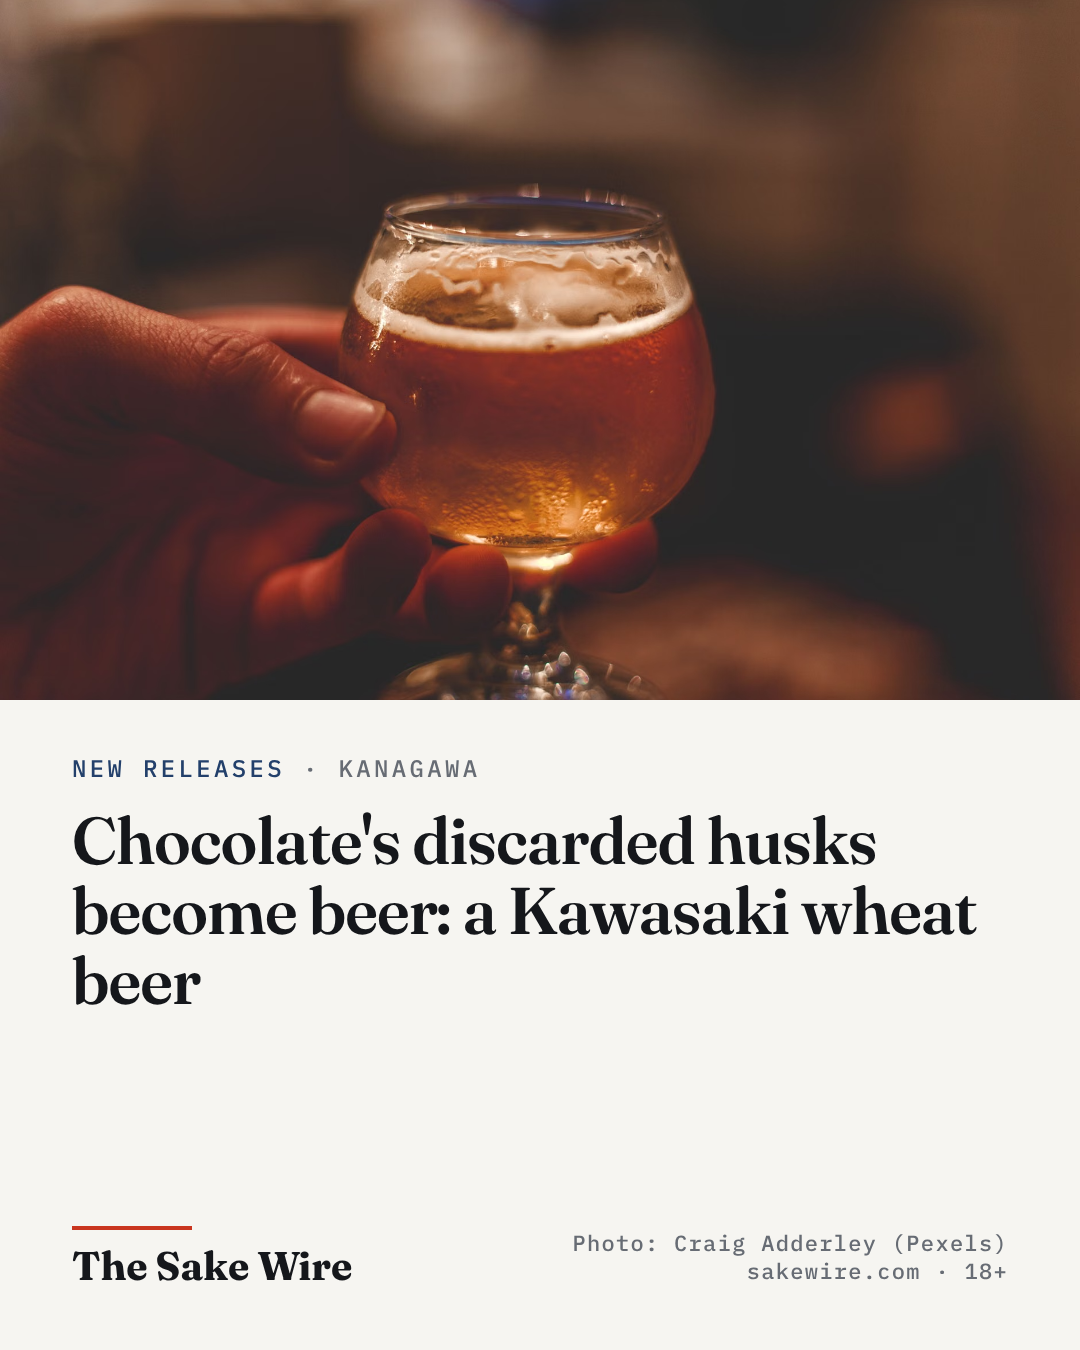 NEW RELEASES · KANAGAWA
Chocolate's discarded husks
become beer: a Kawasaki wheat
beer
The Sake Wire
Photo: Craig Adderley (Pexels)
sakewire.com · 18+